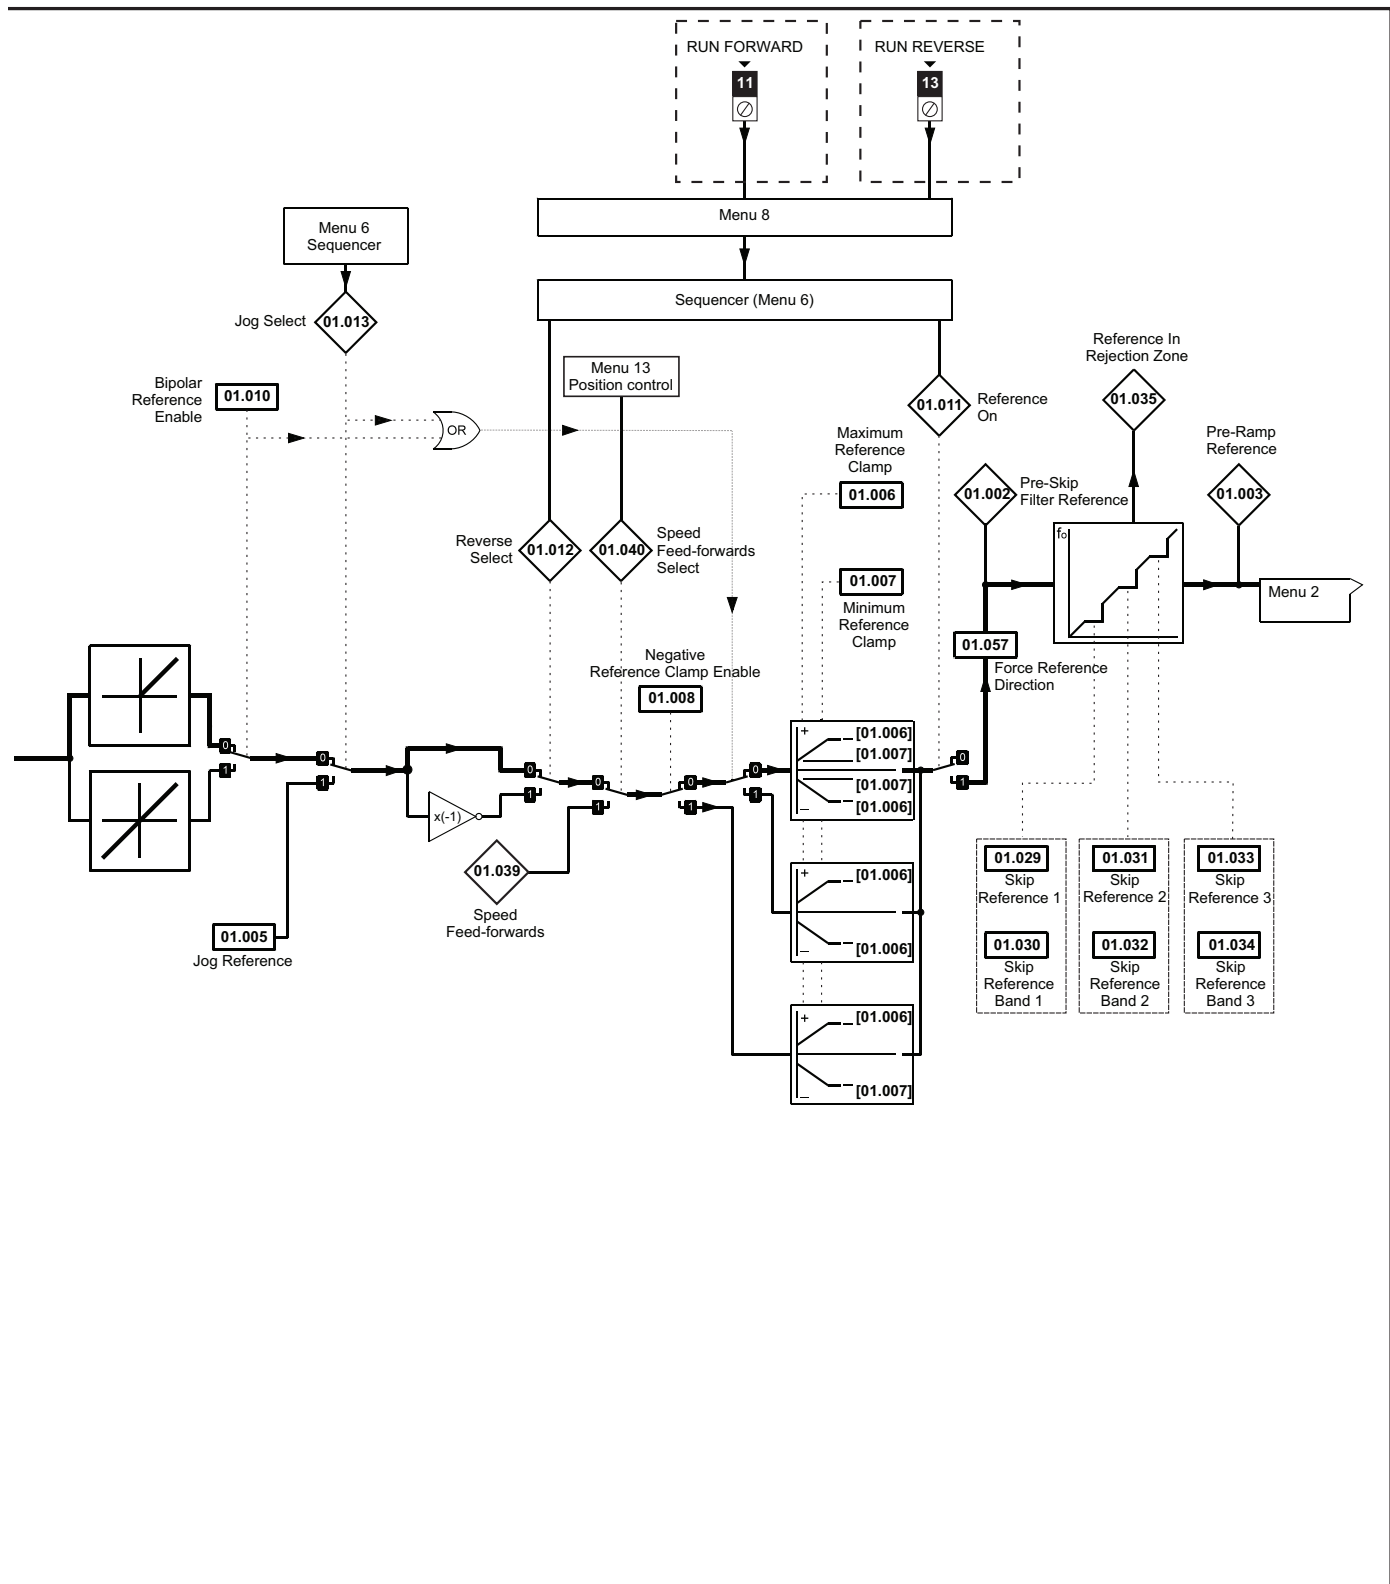 RUN FORWARD
RUN REVERSE
11
13
Menu 8
Menu 6
Sequencer
Sequencer (Menu 6)
Jog Select
01.013
Menu 13
Position control
Reference In
Rejection Zone
Bipolar
Reference
Enable
01.010
01.011
Reference
On
01.035
OR
Maximum
Reference
Clamp
01.006
Pre-Ramp
Reference
01.002
Pre-Skip
Filter Reference
01.003
Reverse
Select
01.012
01.040
Speed
Feed-forwards
Select
fo
01.007
Minimum
Reference
Clamp
Menu 2
01.057
Force Reference
Direction
Negative
Reference Clamp Enable
01.008
0
1
0
1
x(-1)
0
1
0
1
0
1
0
1
+
[01.006]
[01.007]
[01.007]
[01.006]
_
0
1
01.039
Speed
Feed-forwards
+
[01.006]
[01.006]
_
01.005
Jog Reference
+
[01.006]
[01.007]
_
01.029
Skip
Reference 1
01.030
Skip
Reference
Band 1
01.031
Skip
Reference 2
01.032
Skip
Reference
Band 2
01.033
Skip
Reference 3
01.034
Skip
Reference
Band 3